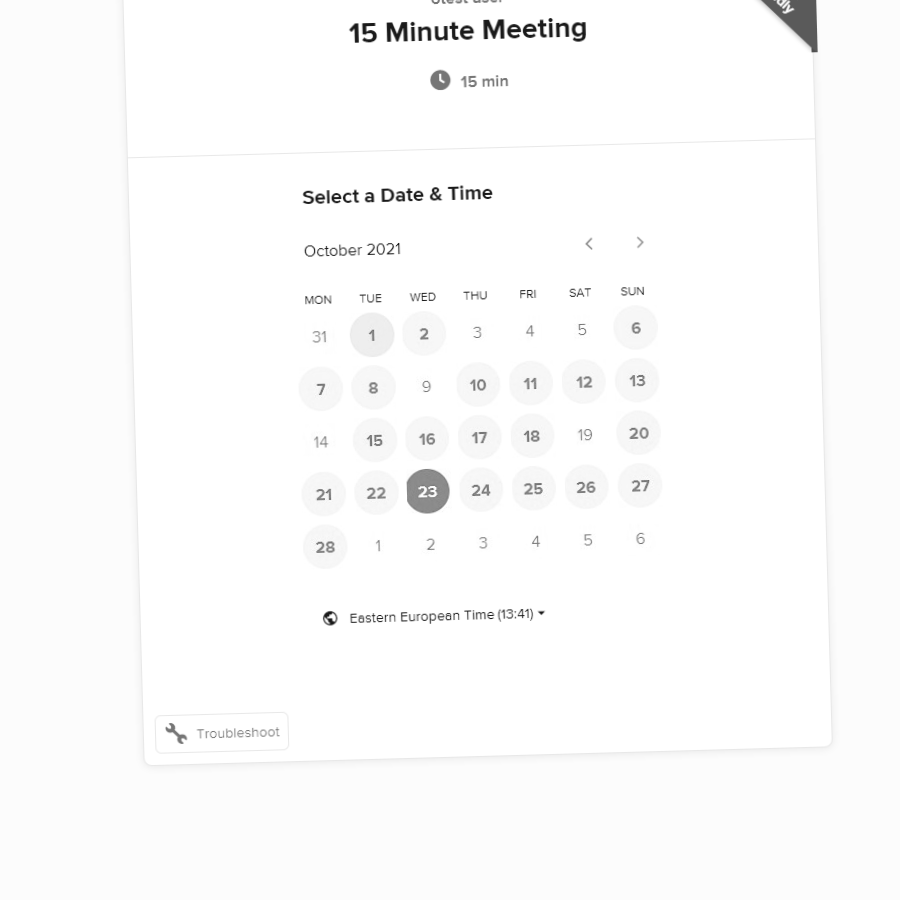 15 Minute Meeting
15 min
Select a Date & Time
October 2021
MON TUE WED THU FRI SAT SUN
31 1 2 3 4 5 6
7 8 9 10 11 12 13
14 15 16 17 18 19 20
21 22 23 24 25 26 27
28 1 2 3 4 5 6
Eastern European Time (13:41)
Troubleshoot